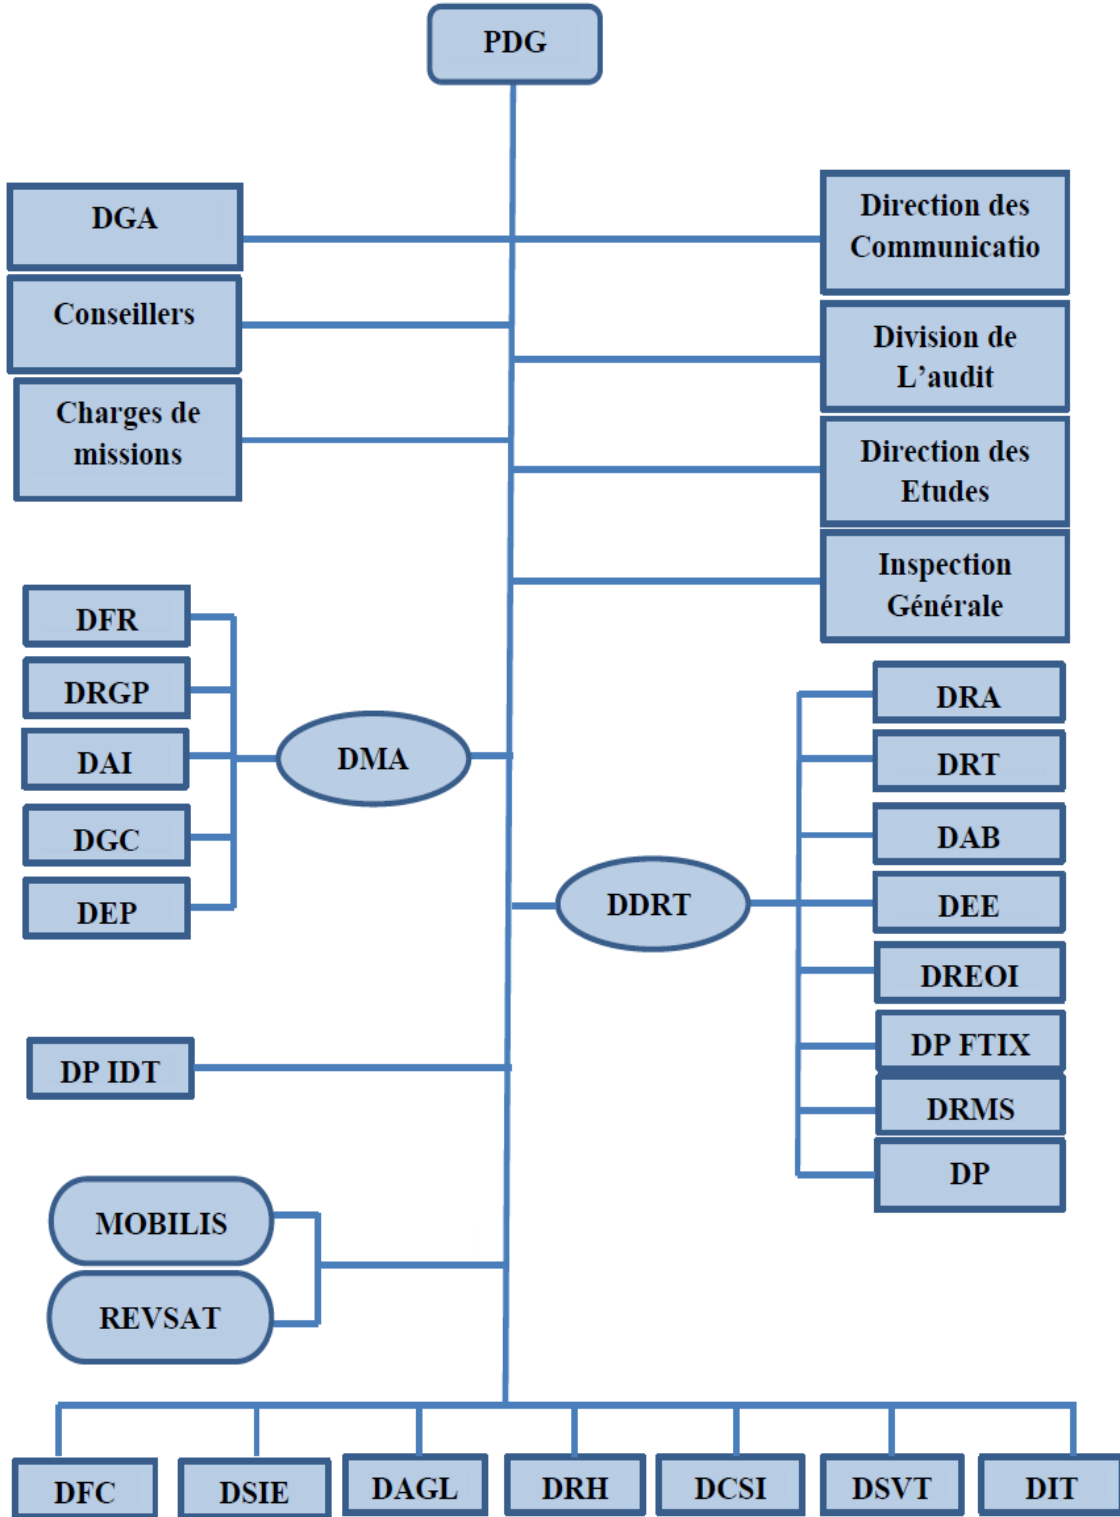 PDG
DGA
Conseillers
Charges de
missions
Direction des
Communicatio
Division de
L’audit
Direction des
Etudes
Inspection
Générale
DFR
DRGP
DAI
DGC
DEP
DMA
DDRT
DRA
DRT
DAB
DEE
DREOI
DP FTIX
DRMS
DP
DP IDT
MOBILIS
REVSAT
DFC
DSIE
DAGL
DRH
DCSI
DSVT
DIT